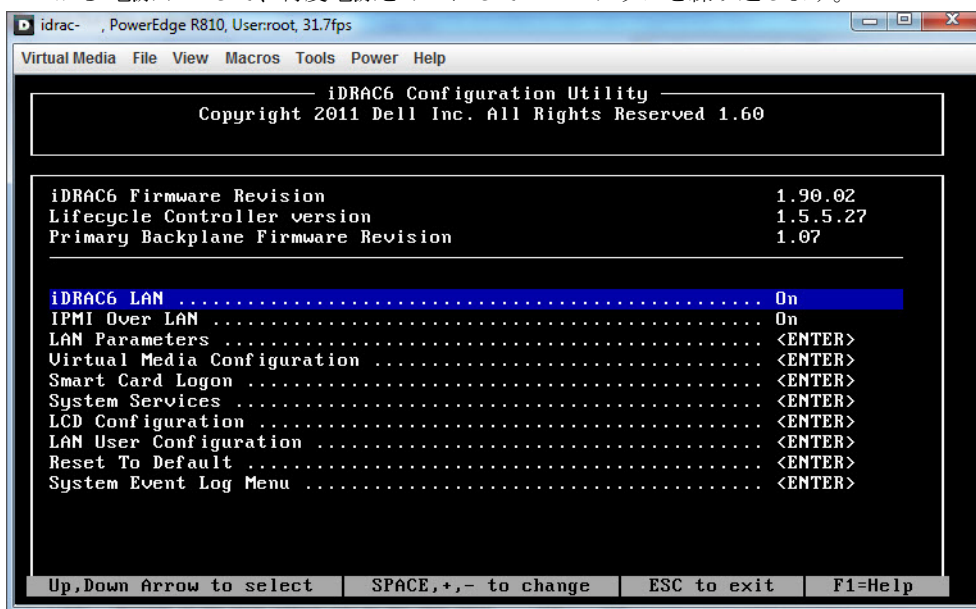 idrac- , PowerEdge R810, User:root, 31.7fps
Virtual Media File View Macros Tools Power Help
iDRAC6 Configuration Utility
Copyright 2011 Dell Inc. All Rights Reserved 1.60
iDRAC6 Firmware Revision 1.90.02
Lifecycle Controller version 1.5.5.27
Primary Backplane Firmware Revision 1.07
iDRAC6 LAN ................................................. On
IPMI Over LAN .............................................. On
LAN Parameters ............................................. <ENTER>
Virtual Media Configuration ................................ <ENTER>
Smart Card Logon ........................................... <ENTER>
System Services ............................................ <ENTER>
LCD Configuration .......................................... <ENTER>
LAN User Configuration ..................................... <ENTER>
Reset To Default ........................................... <ENTER>
System Event Log Menu ...................................... <ENTER>
Up,Down Arrow to select SPACE,+,- to change ESC to exit F1=Help